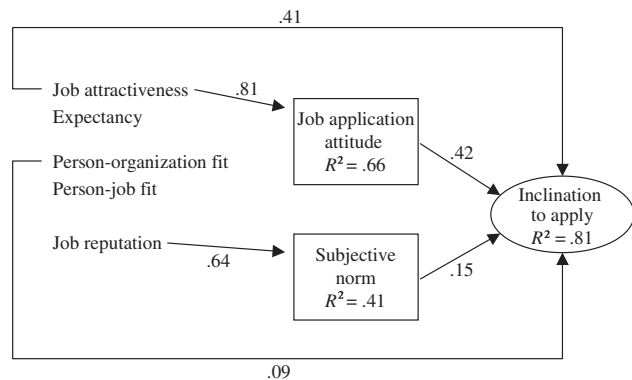 .41
Job attractiveness
.81
Expectancy
Job application
attitude
R² = .66
.42
Person-organization fit
Person-job fit
Inclination
to apply
R² = .81
Job reputation
.64
Subjective
norm
R² = .41
.15
.09